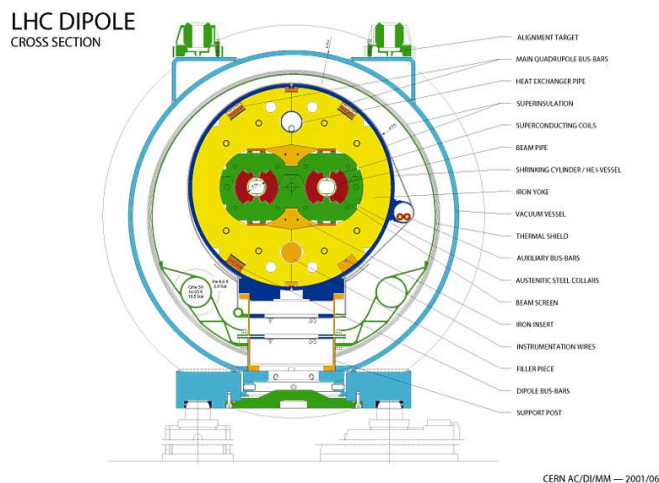 LHC DIPOLE
CROSS SECTION
ALIGNMENT TARGET
MAIN QUADRUPOLE BUS-BARS
HEAT EXCHANGER PIPE
SUPERINSULATION
SUPERCONDUCTING COILS
BEAM PIPE
SHRINKING CYLINDER / HE I-VESSEL
IRON YOKE
VACUUM VESSEL
THERMAL SHIELD
AUXILIARY BUS-BARS
AUSTENITIC STEEL COLLARS
BEAM SCREEN
IRON INSERT
INSTRUMENTATION WIRES
FILLER PIECE
DIPOLE BUS-BARS
SUPPORT POST
CERN AC/DI/MM — 2001/06